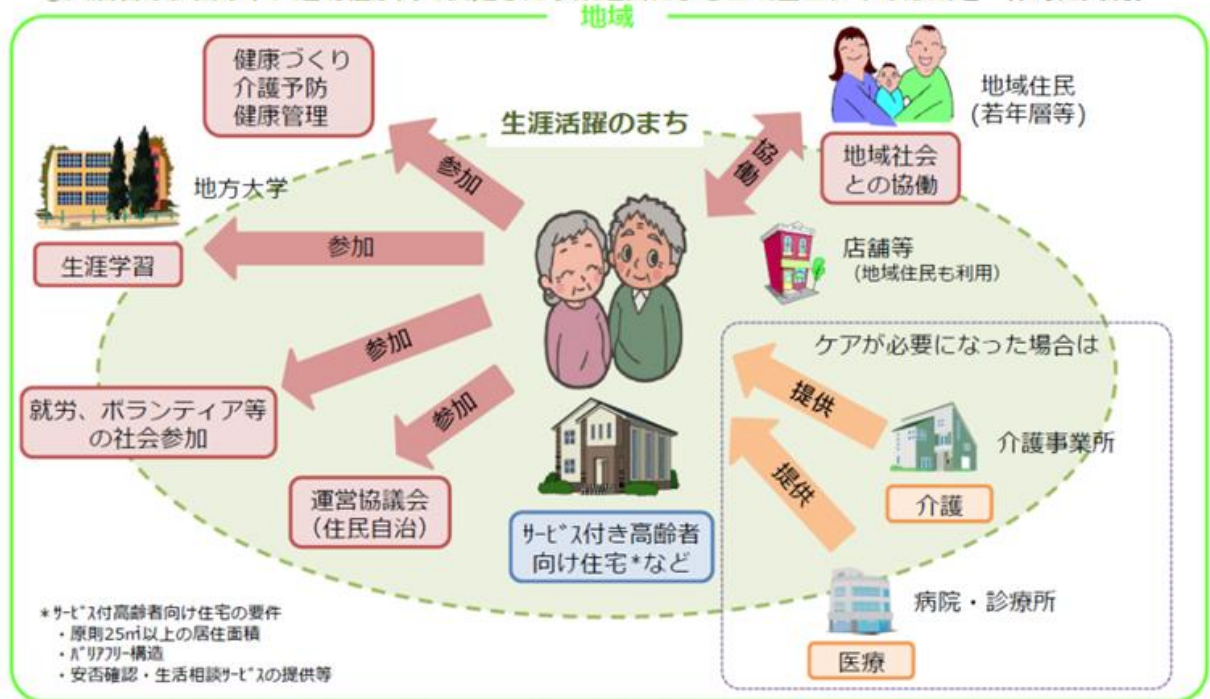 地域
健康づくり
介護予防
健康管理
生涯活躍のまち
地域住民
(若年層等)
地域社会
との協働
協働
参加
地方大学
生涯学習
参加
店舗等
(地域住民も利用)
参加
就労、ボランティア等
の社会参加
参加
運営協議会
(住民自治)
ｻｰﾋﾞｽ付き高齢者
向け住宅*など
ケアが必要になった場合は
提供
介護事業所
介護
提供
病院・診療所
医療
*ｻｰﾋﾞｽ付高齢者向け住宅の要件
・原則25㎡以上の居住面積
・ﾊﾞﾘｱﾌﾘｰ構造
・安否確認・生活相談ｻｰﾋﾞｽの提供等